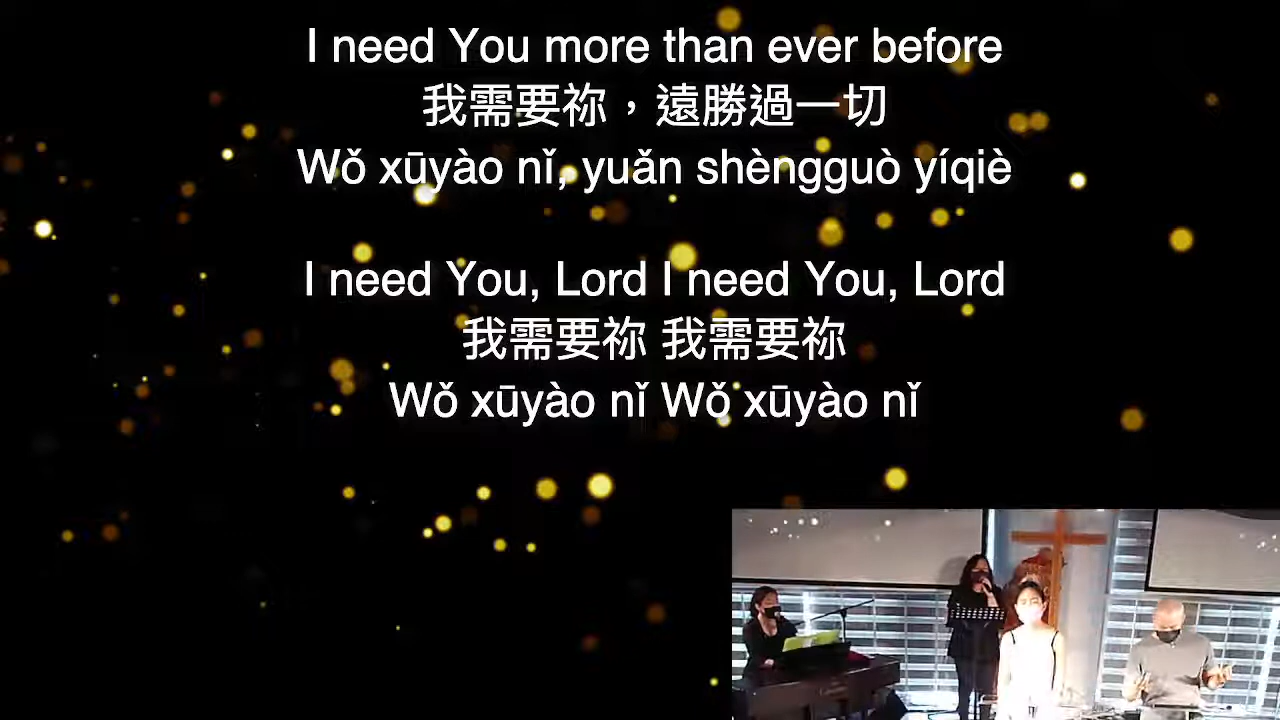 I need You more than ever before
我需要祢，遠勝過一切
Wǒ xūyào nǐ, yuǎn shèngguò yíqiè
I need You, Lord I need You, Lord
我需要祢 我需要祢
Wǒ xūyào nǐ Wǒ xūyào nǐ